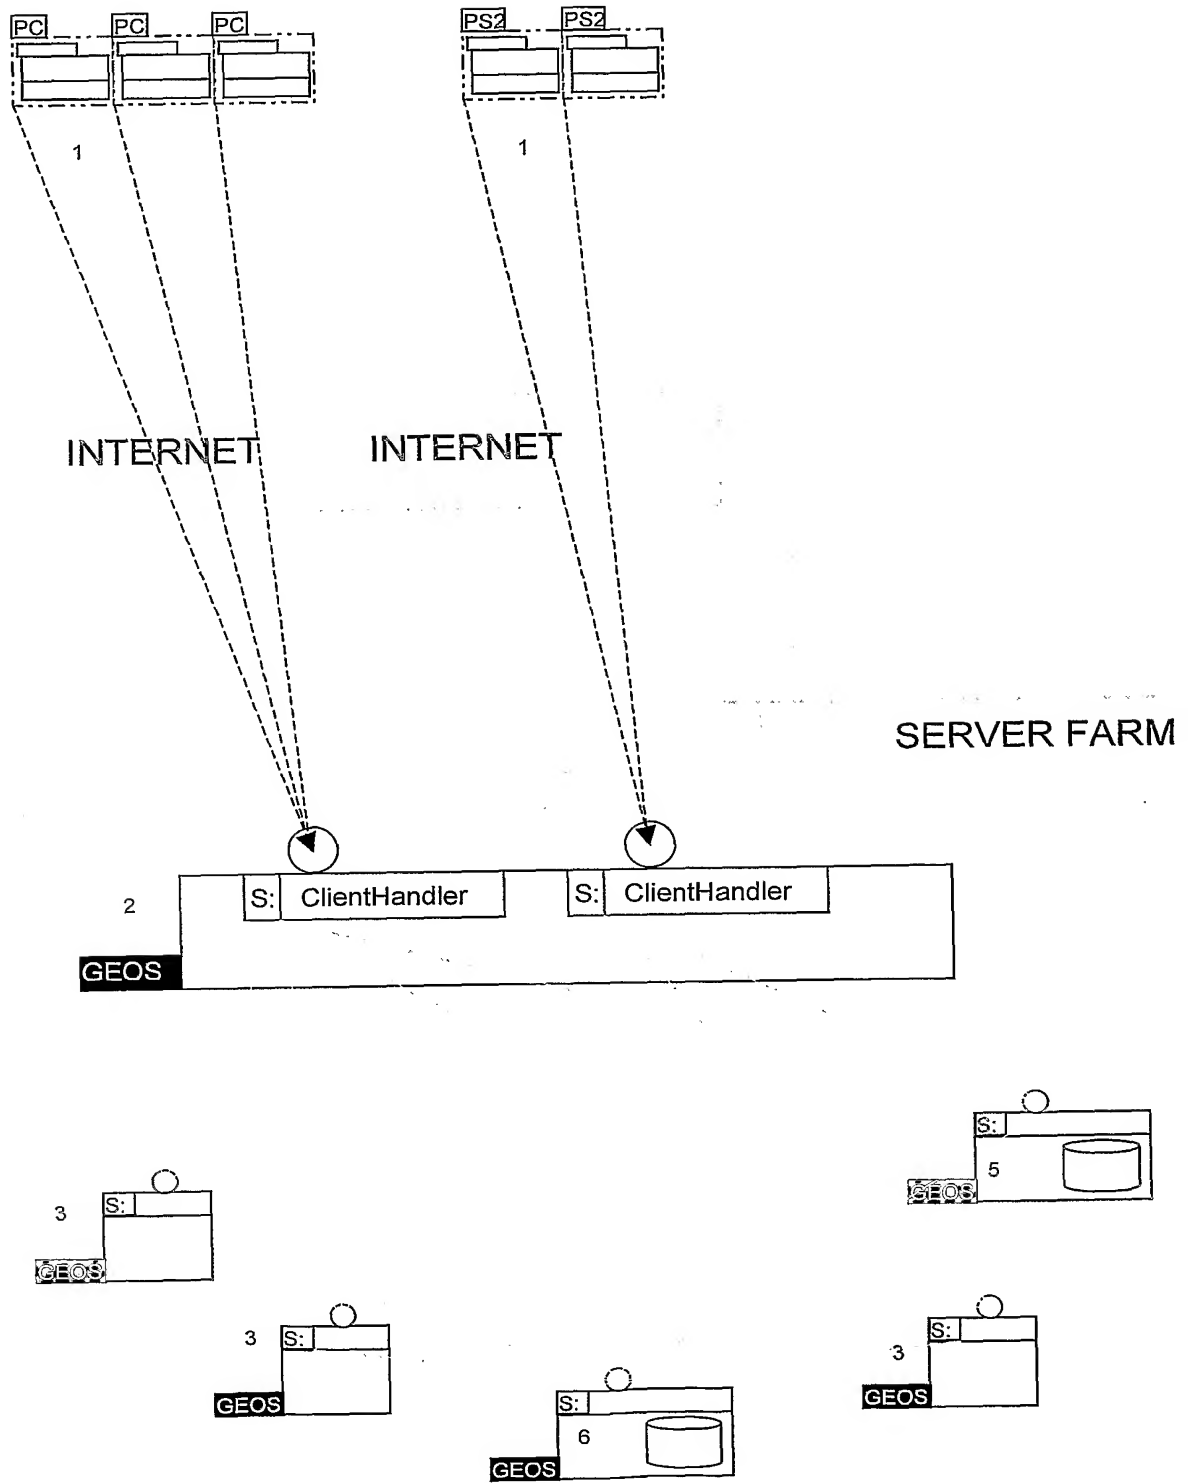 PC PC PC PS2 PS2
1 1
INTERNET INTERNET
SERVER FARM
2 S: ClientHandler S: ClientHandler
GEOS
S:
5
GEOS
3 S:
GEOS
3 S:
GEOS
S:
3
GEOS
S:
6
GEOS